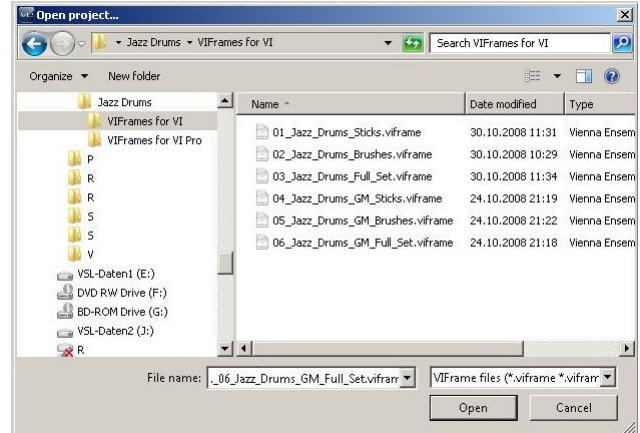 Open project...
Jazz Drums VIFrames for VI Search VIFrames for VI
Organize New folder
Jazz Drums Name Date modified Type
VIFrames for VI 01_Jazz_Drums_Sticks.viframe 30.10.2008 11:31 Vienna Ensem
VIFrames for VI Pro 02_Jazz_Drums_Brushes.viframe 30.10.2008 10:29 Vienna Ensem
P 03_Jazz_Drums_Full_Set.viframe 30.10.2008 11:34 Vienna Ensem
R 04_Jazz_Drums_GM_Sticks.viframe 24.10.2008 21:19 Vienna Ensem
R 05_Jazz_Drums_GM_Brushes.viframe 24.10.2008 21:22 Vienna Ensem
S 06_Jazz_Drums_GM_Full_Set.viframe 24.10.2008 21:18 Vienna Ensem
S
V
VSL-Daten1 (E:)
DVD RW Drive (F:)
BD-ROM Drive (G:)
VSL-Daten2 (J:)
R
File name: ._06_Jazz_Drums_GM_Full_Set.vifram VIFrame files (*.viframe *.vifram
Open Cancel